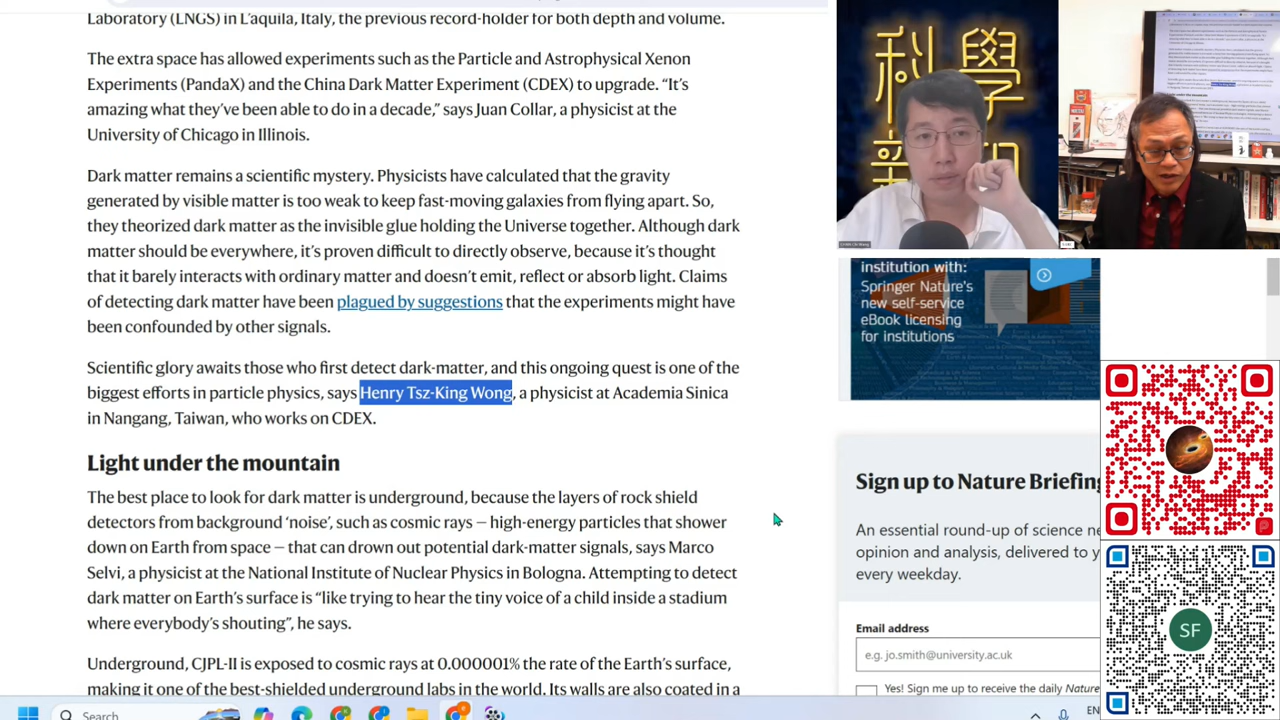 Laboratory (LNGS) in L'aquila, Italy, the previous record-holder for both depth and volume.
The extra space has allowed experiments such as the Particle and Astrophysical Xenon
Experiments (PandaX) and the China Dark Matter Experiment (CDEX) to upgrade. “It's
amazing what they've been able to do in a decade,” says Juan Collar, a physicist at the
University of Chicago in Illinois.
Dark matter remains a scientific mystery. Physicists have calculated that the gravity
generated by visible matter is too weak to keep fast-moving galaxies from flying apart. So,
they theorized dark matter as the invisible glue holding the Universe together. Although dark
matter should be everywhere, it's proven difficult to directly observe, because it's thought
that it barely interacts with ordinary matter and doesn't emit, reflect or absorb light. Claims
of detecting dark matter have been plagued by suggestions that the experiments might have
been confounded by other signals.
Scientific glory awaits those who first detect dark-matter, and this ongoing quest is one of the
biggest efforts in particle physics, says Henry Tsz-King Wong, a physicist at Academia Sinica
in Nangang, Taiwan, who works on CDEX.
Light under the mountain
The best place to look for dark matter is underground, because the layers of rock shield
detectors from background ‘noise’, such as cosmic rays — high-energy particles that shower
down on Earth from space — that can drown out potential dark-matter signals, says Marco
Selvi, a physicist at the National Institute of Nuclear Physics in Bologna. Attempting to detect
dark matter on Earth's surface is “like trying to hear the tiny voice of a child inside a stadium
where everybody's shouting”, he says.
Underground, CJPL-II is exposed to cosmic rays at 0.000001% the rate of the Earth's surface,
making it one of the best-shielded underground labs in the world. Its walls are also coated in a
科學
institution with:
Springer Nature's
new self-service
eBook licensing
for institutions
Sign up to Nature Briefing
An essential round-up of science ne
opinion and analysis, delivered to y
every weekday.
Email address
e.g. jo.smith@university.ac.uk
Yes! Sign me up to receive the daily Nature
SF
Search
EN